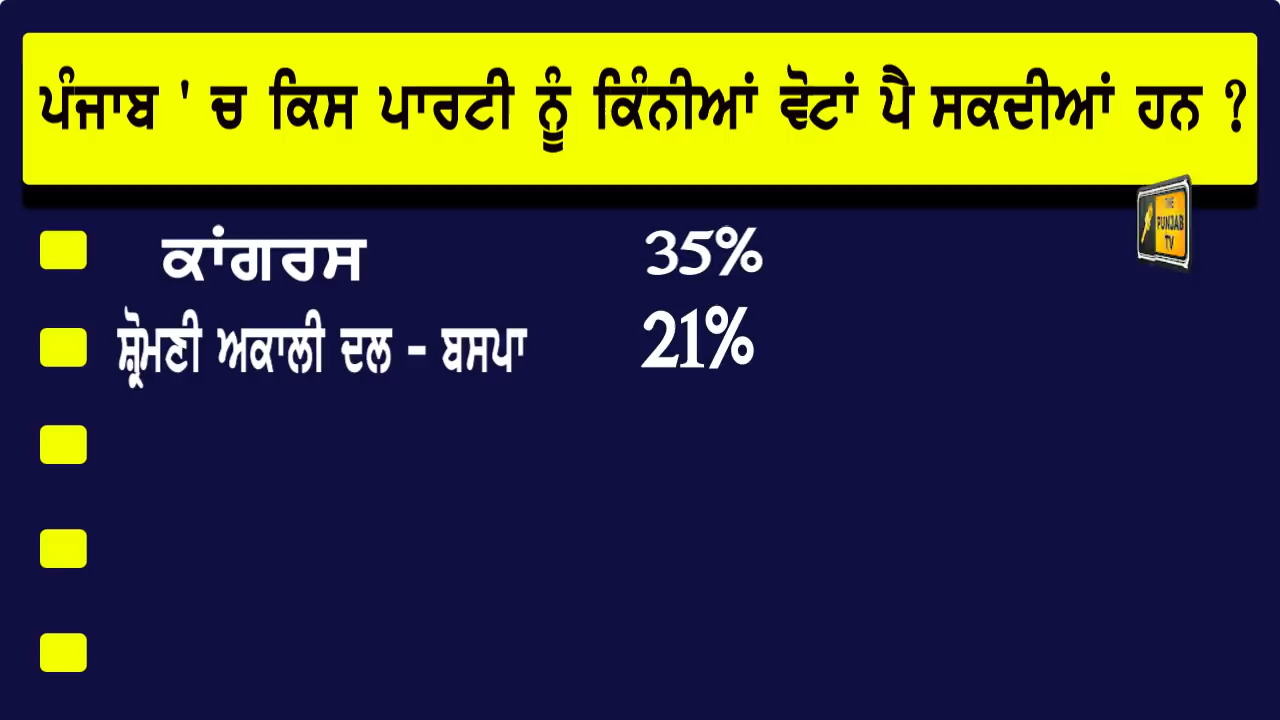 ਪੰਜਾਬ ' ਚ ਕਿਸ ਪਾਰਟੀ ਨੂੰ ਕਿੰਨੀਆਂ ਵੋਟਾਂ ਪੈ ਸਕਦੀਆਂ ਹਨ ?
THE
PUNJAB
TV
ਕਾਂਗਰਸ 35%
ਸ਼੍ਰੋਮਣੀ ਅਕਾਲੀ ਦਲ - ਬਸਪਾ 21%